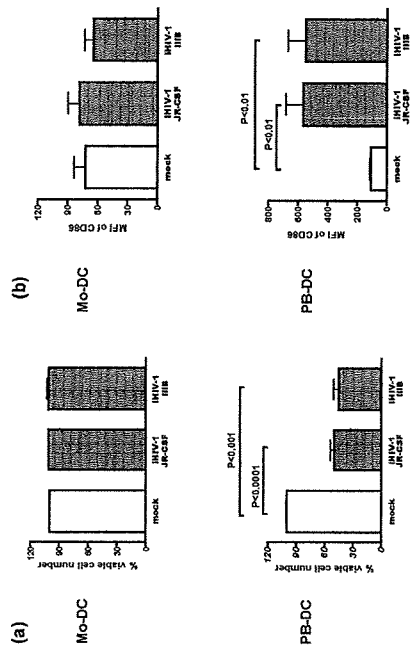 (a)
Mo-DC
% viable cell number
120
90
60
30
0
mock
IHIV-1 JR-CSF
IHIV-1 IIIB
PB-DC
% viable cell number
120
90
60
30
0
P<0,001
P<0,0001
mock
IHIV-1 JR-CSF
IHIV-1 IIIB
(b)
Mo-DC
MFI of CD86
120
90
60
30
0
mock
IHIV-1 JR-CSF
IHIV-1 IIIB
PB-DC
MFI of CD86
800
600
400
200
0
P<0,01
P<0,01
mock
IHIV-1 JR-CSF
IHIV-1 IIIB